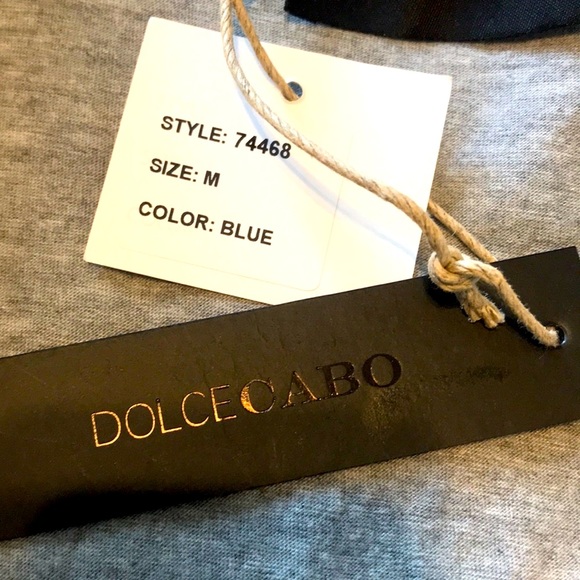 STYLE: 74468
SIZE: M
COLOR: BLUE
DOLCECABO